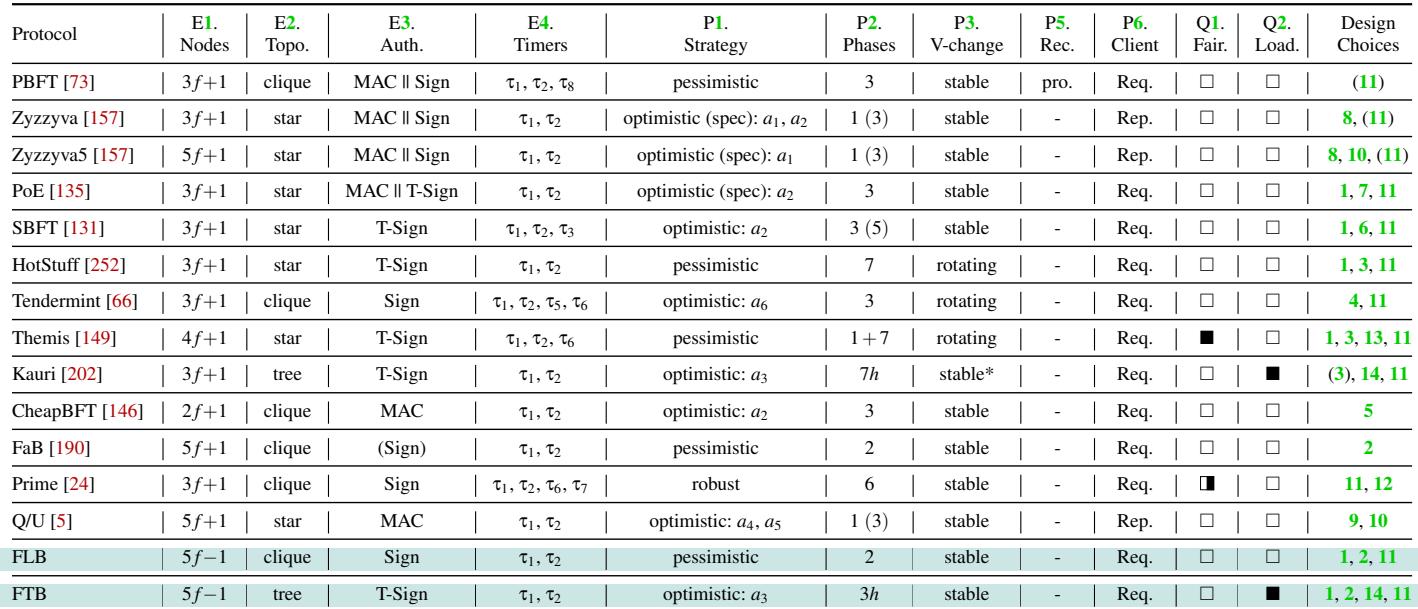 Protocol | E1. Nodes | E2. Topo. | E3. Auth. | E4. Timers | P1. Strategy | P2. Phases | P3. V-change | P5. Rec. | P6. Client | Q1. Fair. | Q2. Load. | Design Choices
PBFT [73] | 3f+1 | clique | MAC || Sign | τ1, τ2, τ8 | pessimistic | 3 | stable | pro. | Req. | □ | □ | (11)
Zyzzyva [157] | 3f+1 | star | MAC || Sign | τ1, τ2 | optimistic (spec): a1, a2 | 1 (3) | stable | - | Rep. | □ | □ | 8, (11)
Zyzzyva5 [157] | 5f+1 | star | MAC || Sign | τ1, τ2 | optimistic (spec): a1 | 1 (3) | stable | - | Rep. | □ | □ | 8, 10, (11)
PoE [135] | 3f+1 | star | MAC || T-Sign | τ1, τ2 | optimistic (spec): a2 | 3 | stable | - | Req. | □ | □ | 1, 7, 11
SBFT [131] | 3f+1 | star | T-Sign | τ1, τ2, τ3 | optimistic: a2 | 3 (5) | stable | - | Req. | □ | □ | 1, 6, 11
HotStuff [252] | 3f+1 | star | T-Sign | τ1, τ2 | pessimistic | 7 | rotating | - | Req. | □ | □ | 1, 3, 11
Tendermint [66] | 3f+1 | clique | Sign | τ1, τ2, τ5, τ6 | optimistic: a6 | 3 | rotating | - | Req. | □ | □ | 4, 11
Themis [149] | 4f+1 | star | T-Sign | τ1, τ2, τ6 | pessimistic | 1+7 | rotating | - | Req. | ■ | □ | 1, 3, 13, 11
Kauri [202] | 3f+1 | tree | T-Sign | τ1, τ2 | optimistic: a3 | 7h | stable* | - | Req. | □ | ■ | (3), 14, 11
CheapBFT [146] | 2f+1 | clique | MAC | τ1, τ2 | optimistic: a2 | 3 | stable | - | Req. | □ | □ | 5
FaB [190] | 5f+1 | clique | (Sign) | τ1, τ2 | pessimistic | 2 | stable | - | Req. | □ | □ | 2
Prime [24] | 3f+1 | clique | Sign | τ1, τ2, τ6, τ7 | robust | 6 | stable | - | Req. | ◨ | □ | 11, 12
Q/U [5] | 5f+1 | star | MAC | τ1, τ2 | optimistic: a4, a5 | 1 (3) | stable | - | Rep. | □ | □ | 9, 10
FLB | 5f−1 | clique | Sign | τ1, τ2 | pessimistic | 2 | stable | - | Req. | □ | □ | 1, 2, 11
FTB | 5f−1 | tree | T-Sign | τ1, τ2 | optimistic: a3 | 3h | stable | - | Req. | □ | ■ | 1, 2, 14, 11